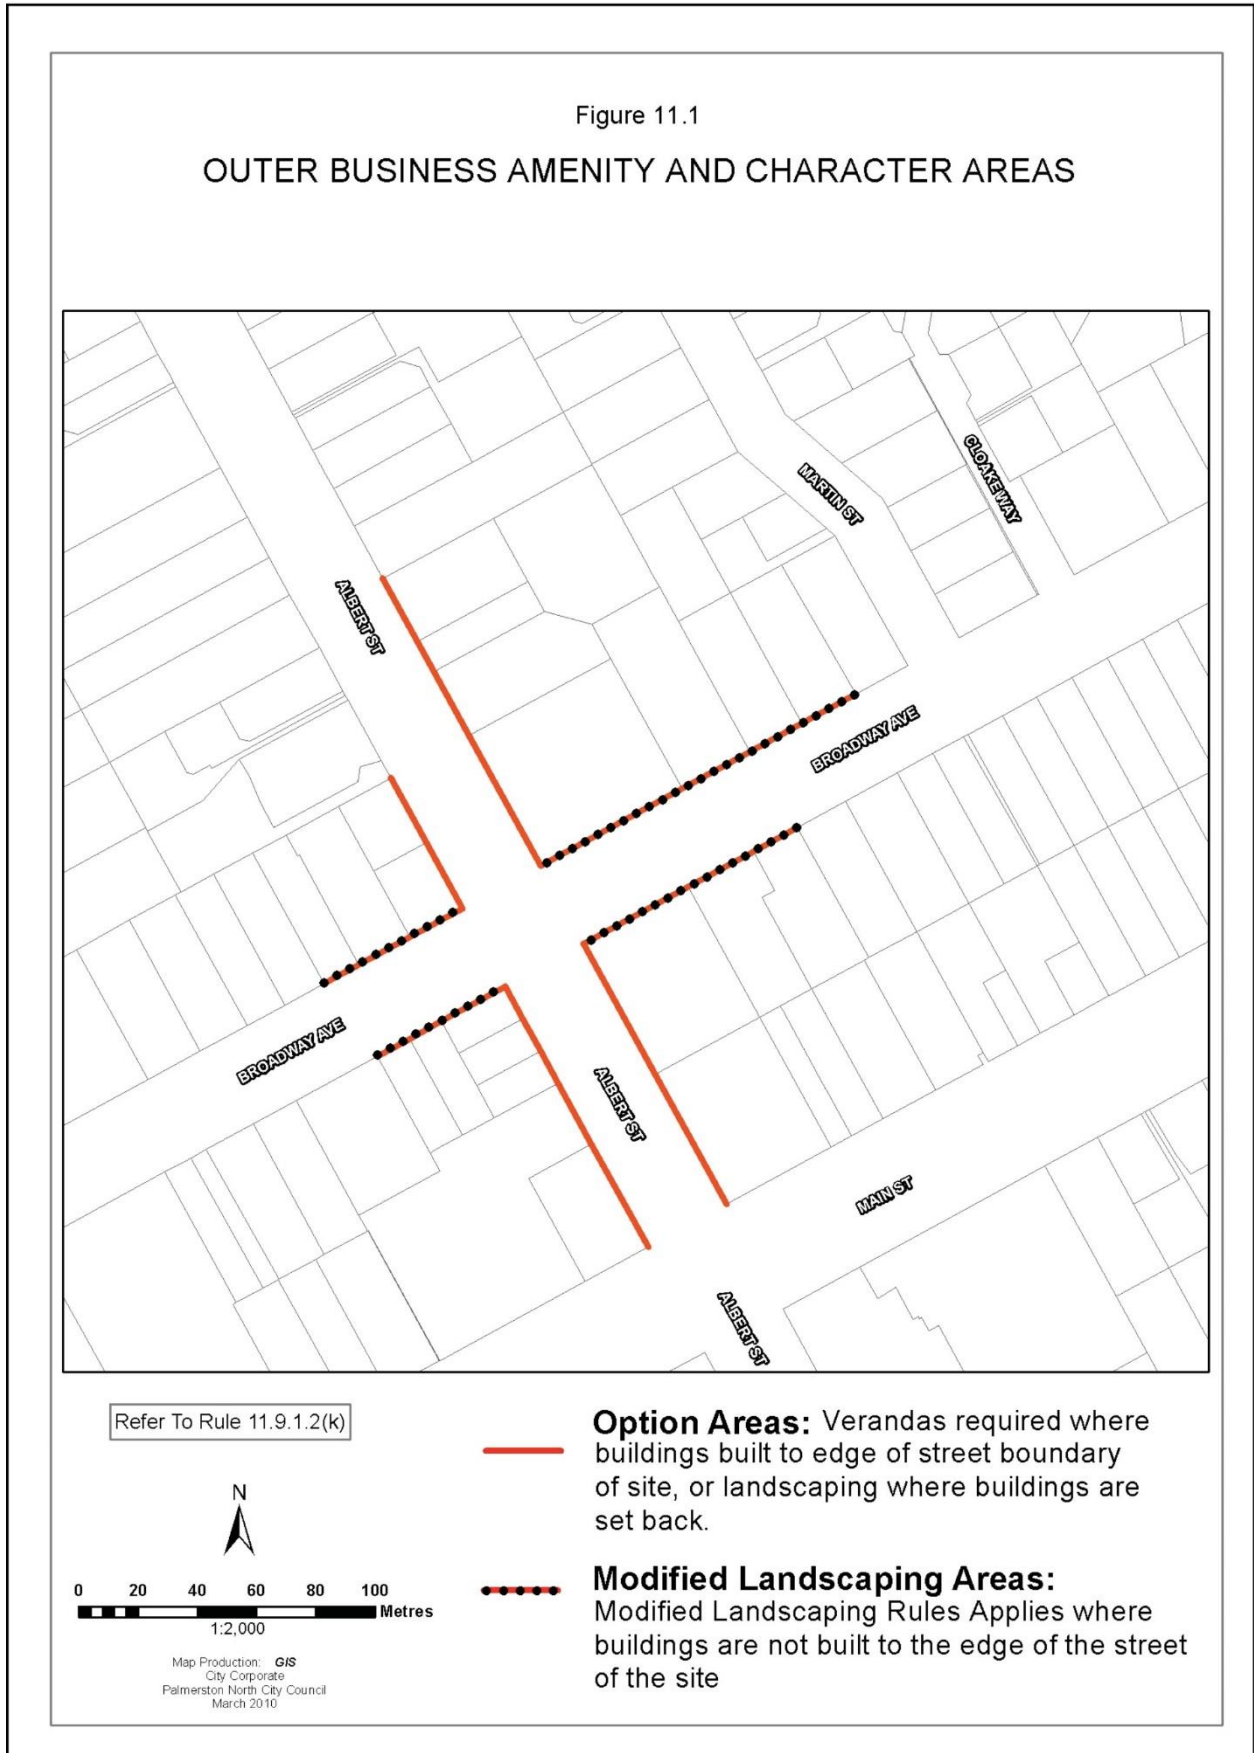 Figure 11.1
OUTER BUSINESS AMENITY AND CHARACTER AREAS
CLOAKE WAY
MARTIN ST
ALBERT ST
BROADWAY AVE
BROADWAY AVE
ALBERT ST
MAIN ST
ALBERT ST
Refer To Rule 11.9.1.2(k)
N
0 20 40 60 80 100
Metres
1:2,000
Map Production: GIS
City Corporate
Palmerston North City Council
March 2010
Option Areas: Verandas required where
buildings built to edge of street boundary
of site, or landscaping where buildings are
set back.
Modified Landscaping Areas:
Modified Landscaping Rules Applies where
buildings are not built to the edge of the street
of the site